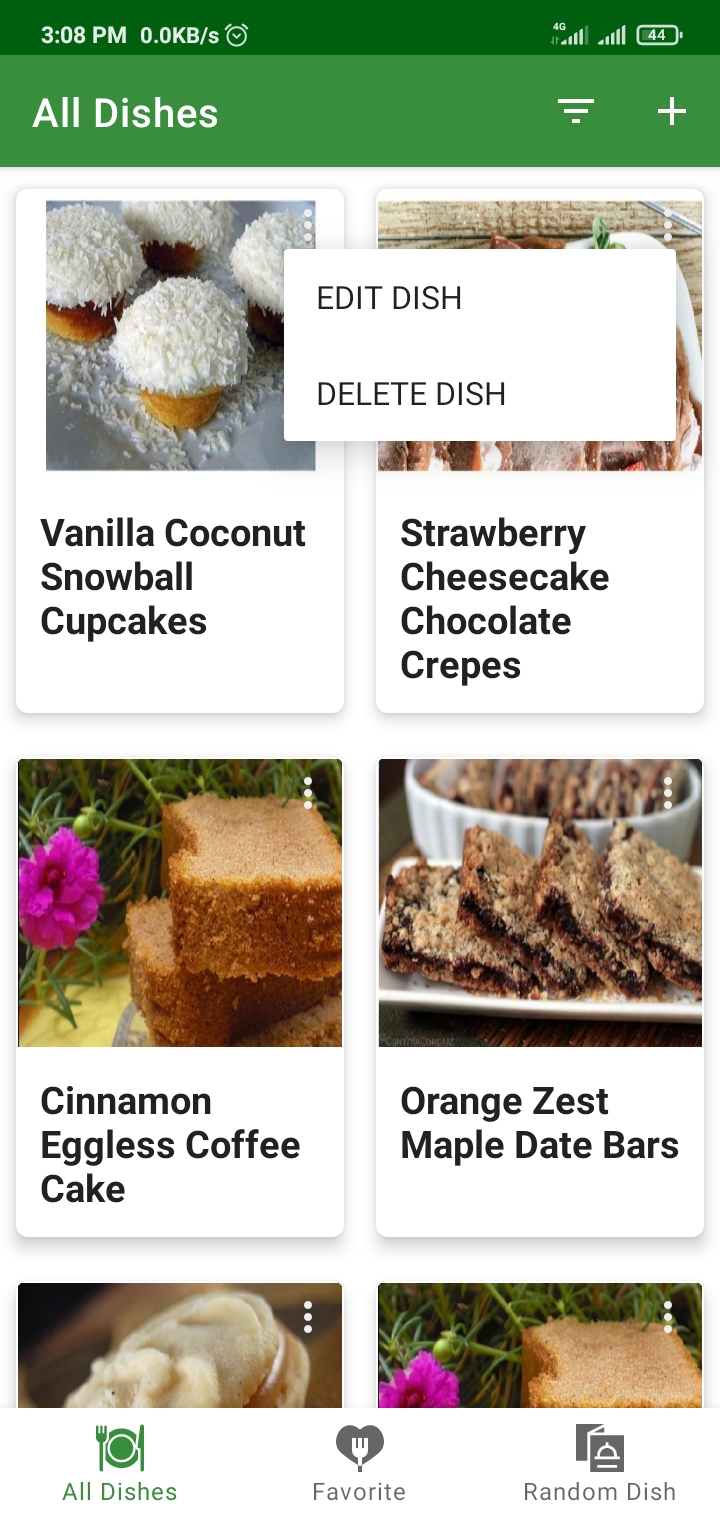 3:08 PM 0.0KB/s 4G 44
All Dishes
EDIT DISH
DELETE DISH
Vanilla Coconut
Snowball
Cupcakes
Strawberry
Cheesecake
Chocolate
Crepes
Cinnamon
Eggless Coffee
Cake
Orange Zest
Maple Date Bars
All Dishes
Favorite
Random Dish